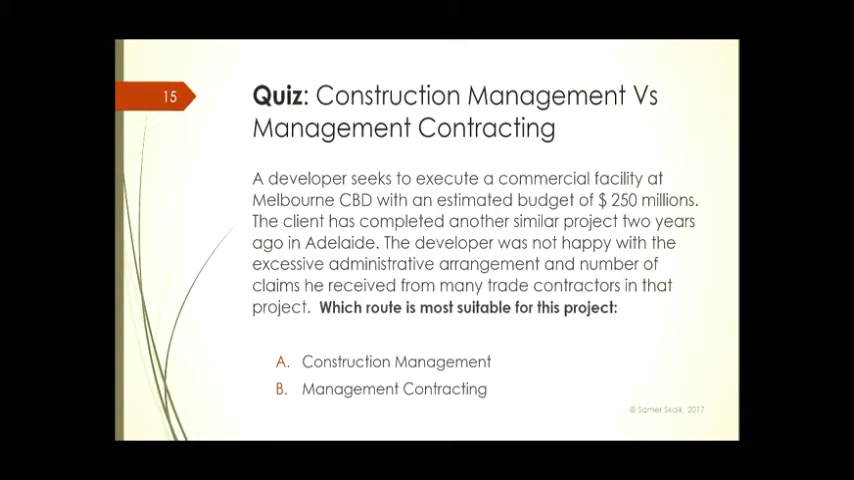 15
Quiz: Construction Management Vs
Management Contracting
A developer seeks to execute a commercial facility at
Melbourne CBD with an estimated budget of $ 250 millions.
The client has completed another similar project two years
ago in Adelaide. The developer was not happy with the
excessive administrative arrangement and number of
claims he received from many trade contractors in that
project. Which route is most suitable for this project:
A. Construction Management
B. Management Contracting
© Samer Skaik, 2017